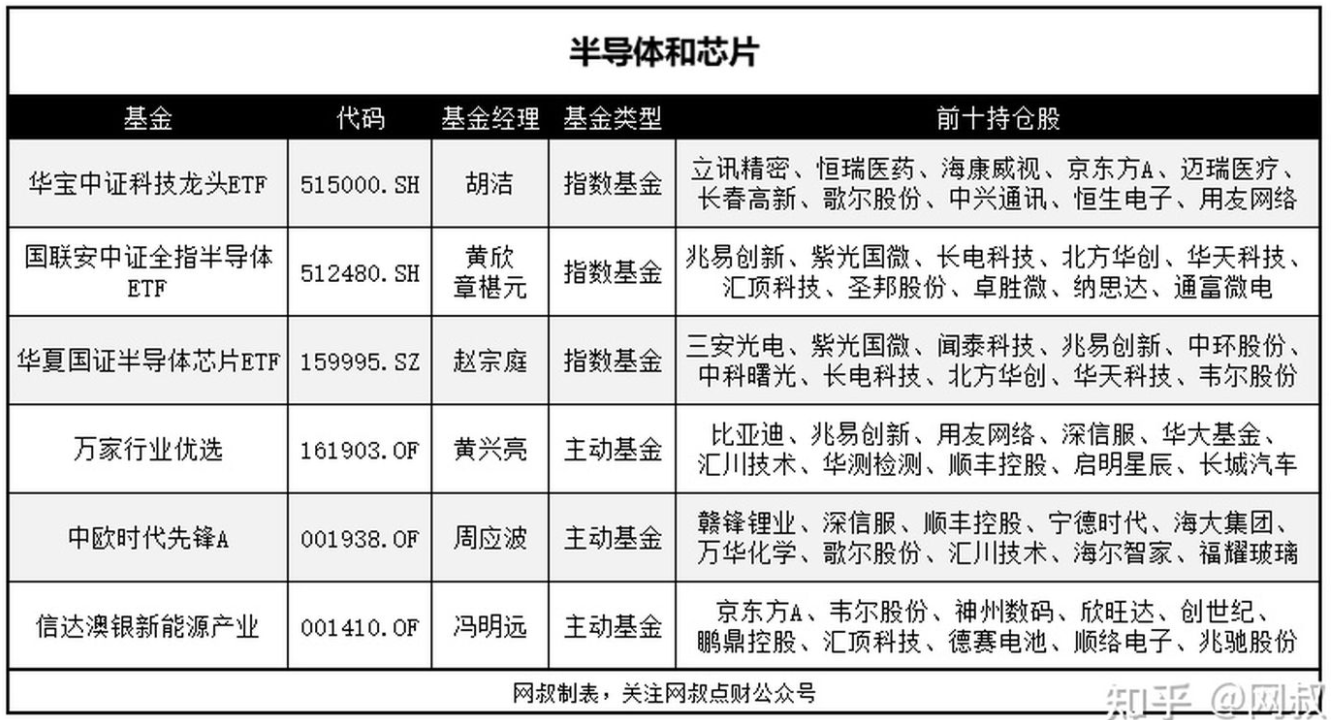 半导体和芯片
基金 代码 基金经理 基金类型 前十持仓股
华宝中证科技龙头ETF 515000.SH 胡洁 指数基金 立讯精密、恒瑞医药、海康威视、京东方A、迈瑞医疗、
长春高新、歌尔股份、中兴通讯、恒生电子、用友网络
国联安中证全指半导体
ETF 512480.SH 黄欣
章椹元 指数基金 兆易创新、紫光国微、长电科技、北方华创、华天科技、
汇顶科技、圣邦股份、卓胜微、纳思达、通富微电
华夏国证半导体芯片ETF 159995.SZ 赵宗庭 指数基金 三安光电、紫光国微、闻泰科技、兆易创新、中环股份、
中科曙光、长电科技、北方华创、华天科技、韦尔股份
万家行业优选 161903.OF 黄兴亮 主动基金 比亚迪、兆易创新、用友网络、深信服、华大基金、
汇川技术、华测检测、顺丰控股、启明星辰、长城汽车
中欧时代先锋A 001938.OF 周应波 主动基金 赣锋锂业、深信服、顺丰控股、宁德时代、海大集团、
万华化学、歌尔股份、汇川技术、海尔智家、福耀玻璃
信达澳银新能源产业 001410.OF 冯明远 主动基金 京东方A、韦尔股份、神州数码、欣旺达、创世纪、
鹏鼎控股、汇顶科技、德赛电池、顺络电子、兆驰股份
网叔制表，关注网叔点财公众号
知乎 @网叔